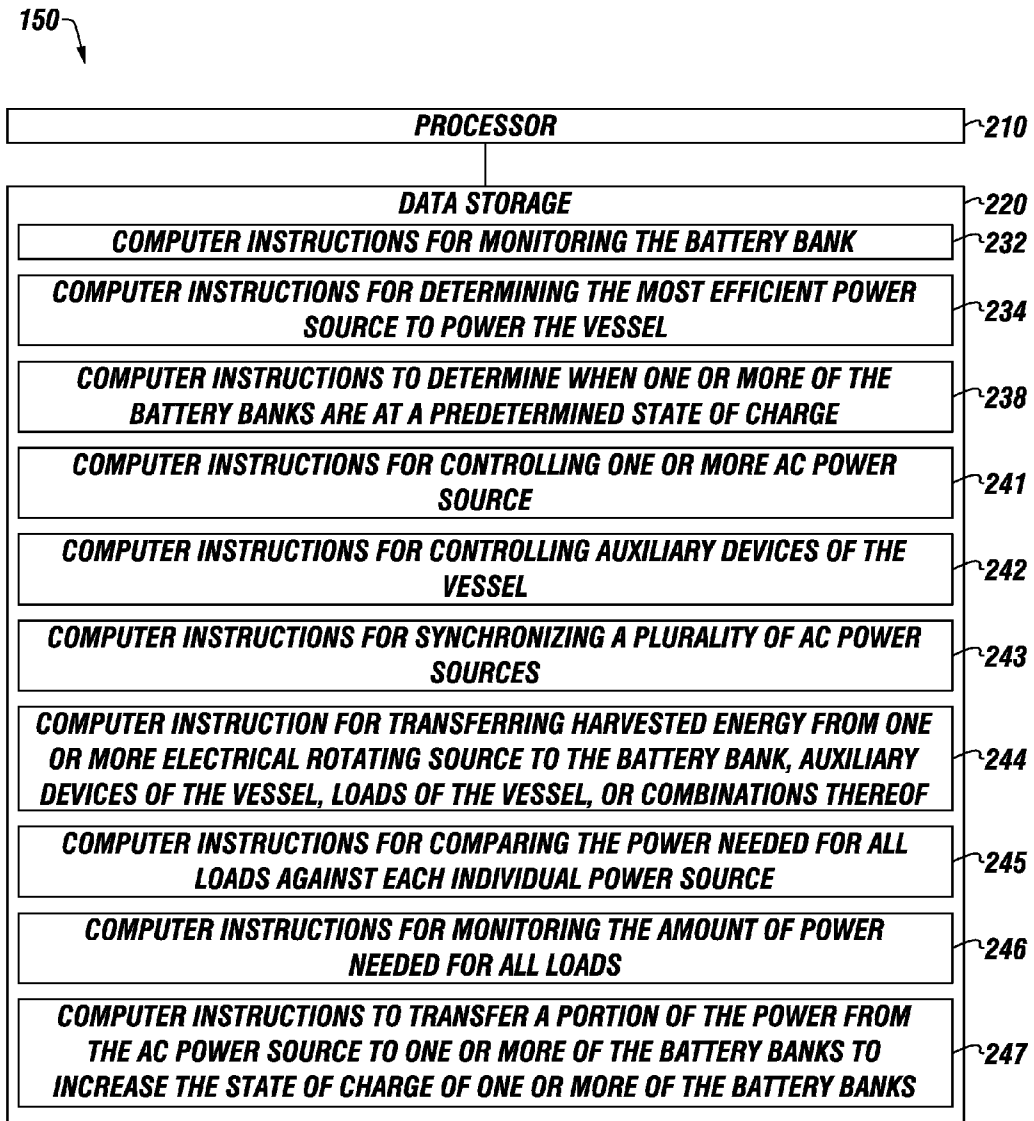 150
PROCESSOR
210
DATA STORAGE
220
COMPUTER INSTRUCTIONS FOR MONITORING THE BATTERY BANK
232
COMPUTER INSTRUCTIONS FOR DETERMINING THE MOST EFFICIENT POWER
SOURCE TO POWER THE VESSEL
234
COMPUTER INSTRUCTIONS TO DETERMINE WHEN ONE OR MORE OF THE
BATTERY BANKS ARE AT A PREDETERMINED STATE OF CHARGE
238
COMPUTER INSTRUCTIONS FOR CONTROLLING ONE OR MORE AC POWER
SOURCE
241
COMPUTER INSTRUCTIONS FOR CONTROLLING AUXILIARY DEVICES OF THE
VESSEL
242
COMPUTER INSTRUCTIONS FOR SYNCHRONIZING A PLURALITY OF AC POWER
SOURCES
243
COMPUTER INSTRUCTION FOR TRANSFERRING HARVESTED ENERGY FROM ONE
OR MORE ELECTRICAL ROTATING SOURCE TO THE BATTERY BANK, AUXILIARY
DEVICES OF THE VESSEL, LOADS OF THE VESSEL, OR COMBINATIONS THEREOF
244
COMPUTER INSTRUCTIONS FOR COMPARING THE POWER NEEDED FOR ALL
LOADS AGAINST EACH INDIVIDUAL POWER SOURCE
245
COMPUTER INSTRUCTIONS FOR MONITORING THE AMOUNT OF POWER
NEEDED FOR ALL LOADS
246
COMPUTER INSTRUCTIONS TO TRANSFER A PORTION OF THE POWER FROM
THE AC POWER SOURCE TO ONE OR MORE OF THE BATTERY BANKS TO
INCREASE THE STATE OF CHARGE OF ONE OR MORE OF THE BATTERY BANKS
247